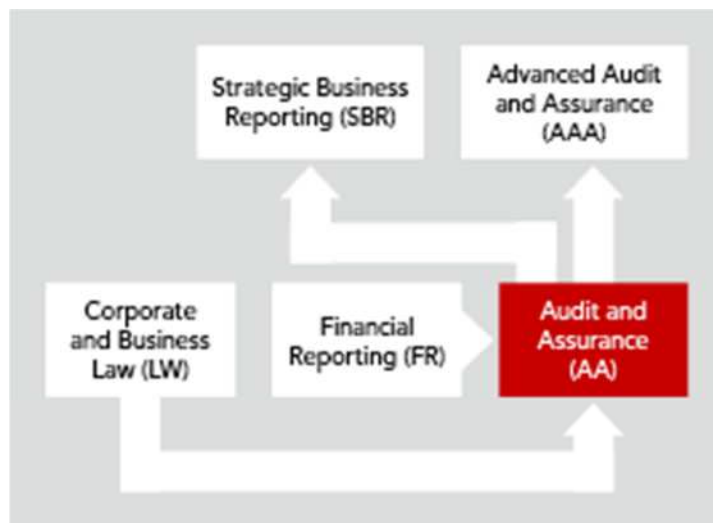 Strategic Business
Reporting (SBR)
Advanced Audit
and Assurance
(AAA)
Corporate
and Business
Law (LW)
Financial
Reporting (FR)
Audit and
Assurance
(AA)